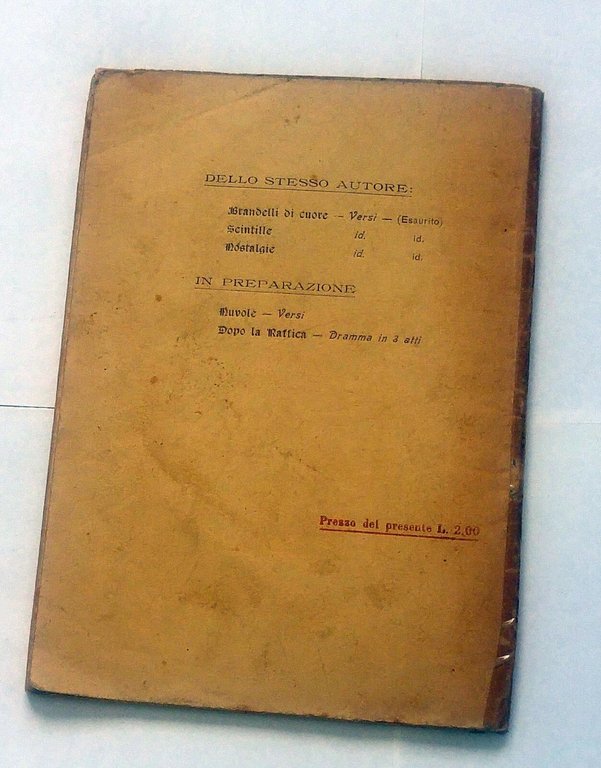 DELLO STESSO AUTORE:
Brandelli di cuore — Versi — (Esaurito)
Scintille id. id.
Nostalgie id. id.
IN PREPARAZIONE
Nuvole — Versi
Dopo la Raffica — Dramma in 3 atti
Prezzo del presente L. 2,00